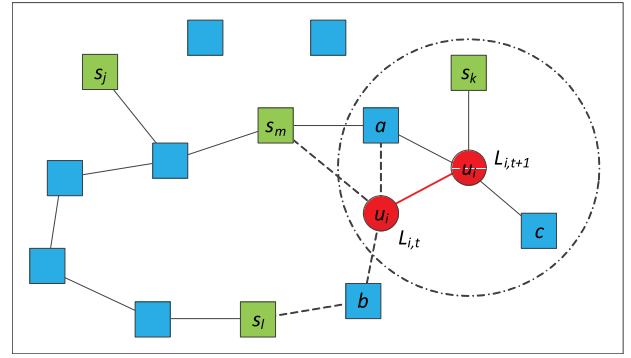 s_j
s_k
s_m
a
u_i
L_{i,t+1}
u_i
L_{i,t}
c
b
s_l